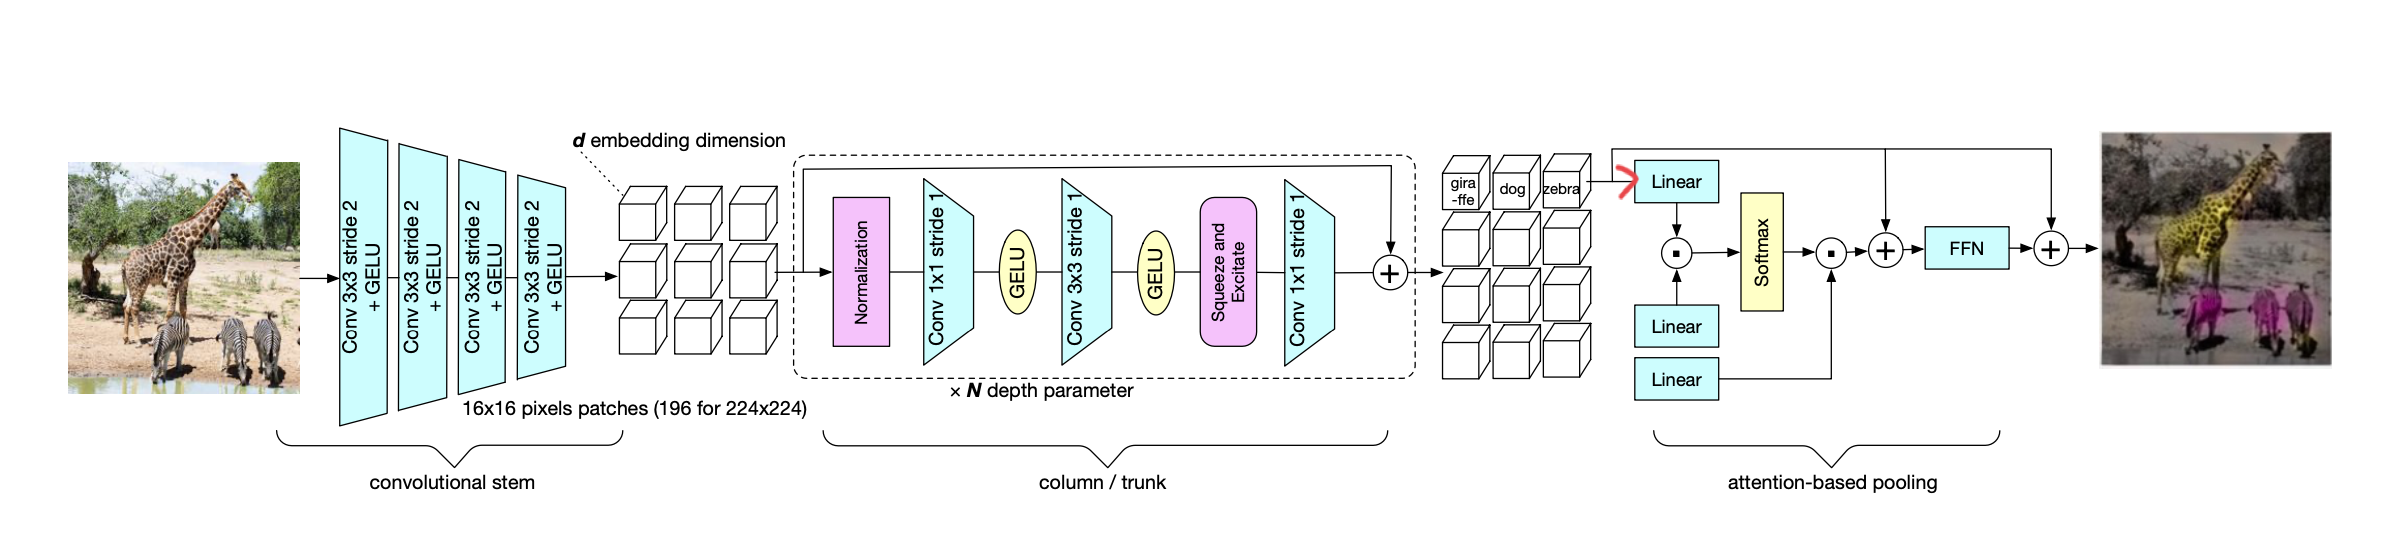 d embedding dimension
Conv 3x3 stride 2
+ GELU
Conv 3x3 stride 2
+ GELU
Conv 3x3 stride 2
+ GELU
Conv 3x3 stride 2
+ GELU
16x16 pixels patches (196 for 224x224)
convolutional stem
Normalization
Conv 1x1 stride 1
GELU
Conv 3x3 stride 1
GELU
Squeeze and
Excitate
Conv 1x1 stride 1
+
× N depth parameter
column / trunk
gira
-ffe
dog
zebra
Linear
Linear
Linear
Softmax
+
FFN
+
attention-based pooling